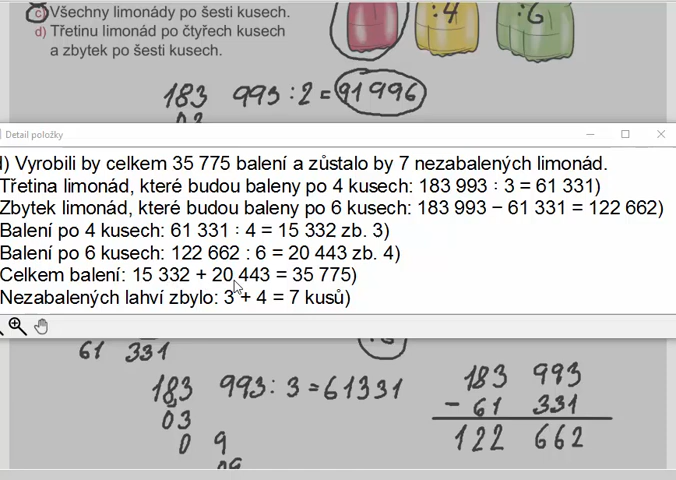 c) Všechny limonády po šesti kusech.
d) Třetinu limonád po čtyřech kusech
a zbytek po šesti kusech.
:4
:6
183 993 : 2 = 91 996
03
Detail položky
d) Vyrobili by celkem 35 775 balení a zůstalo by 7 nezabalených limonád.
Třetina limonád, které budou baleny po 4 kusech: 183 993 : 3 = 61 331)
Zbytek limonád, které budou baleny po 6 kusech: 183 993 − 61 331 = 122 662)
Balení po 4 kusech: 61 331 : 4 = 15 332 zb. 3)
Balení po 6 kusech: 122 662 : 6 = 20 443 zb. 4)
Celkem balení: 15 332 + 20 443 = 35 775)
Nezabalených lahví zbylo: 3 + 4 = 7 kusů)
61 331
183 993 : 3 = 61331
03
0 9
09
183 993
- 61 331
122 662